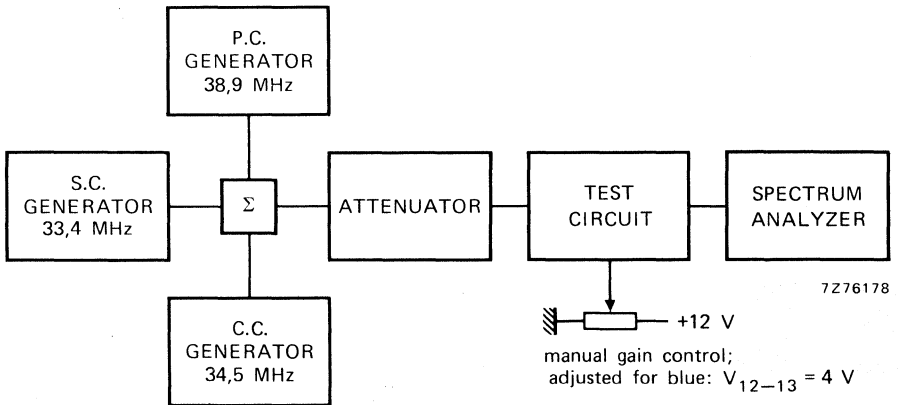 P.C.
GENERATOR
38,9 MHz
S.C.
GENERATOR
33,4 MHz
Σ
ATTENUATOR
TEST
CIRCUIT
SPECTRUM
ANALYZER
7Z76178
C.C.
GENERATOR
34,5 MHz
+12 V
manual gain control;
adjusted for blue: V12–13 = 4 V